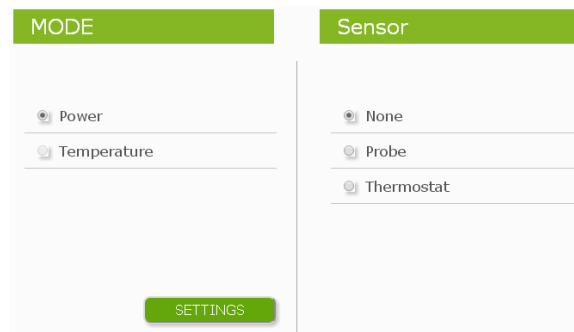 MODE
Sensor
Power
Temperature
None
Probe
Thermostat
SETTINGS